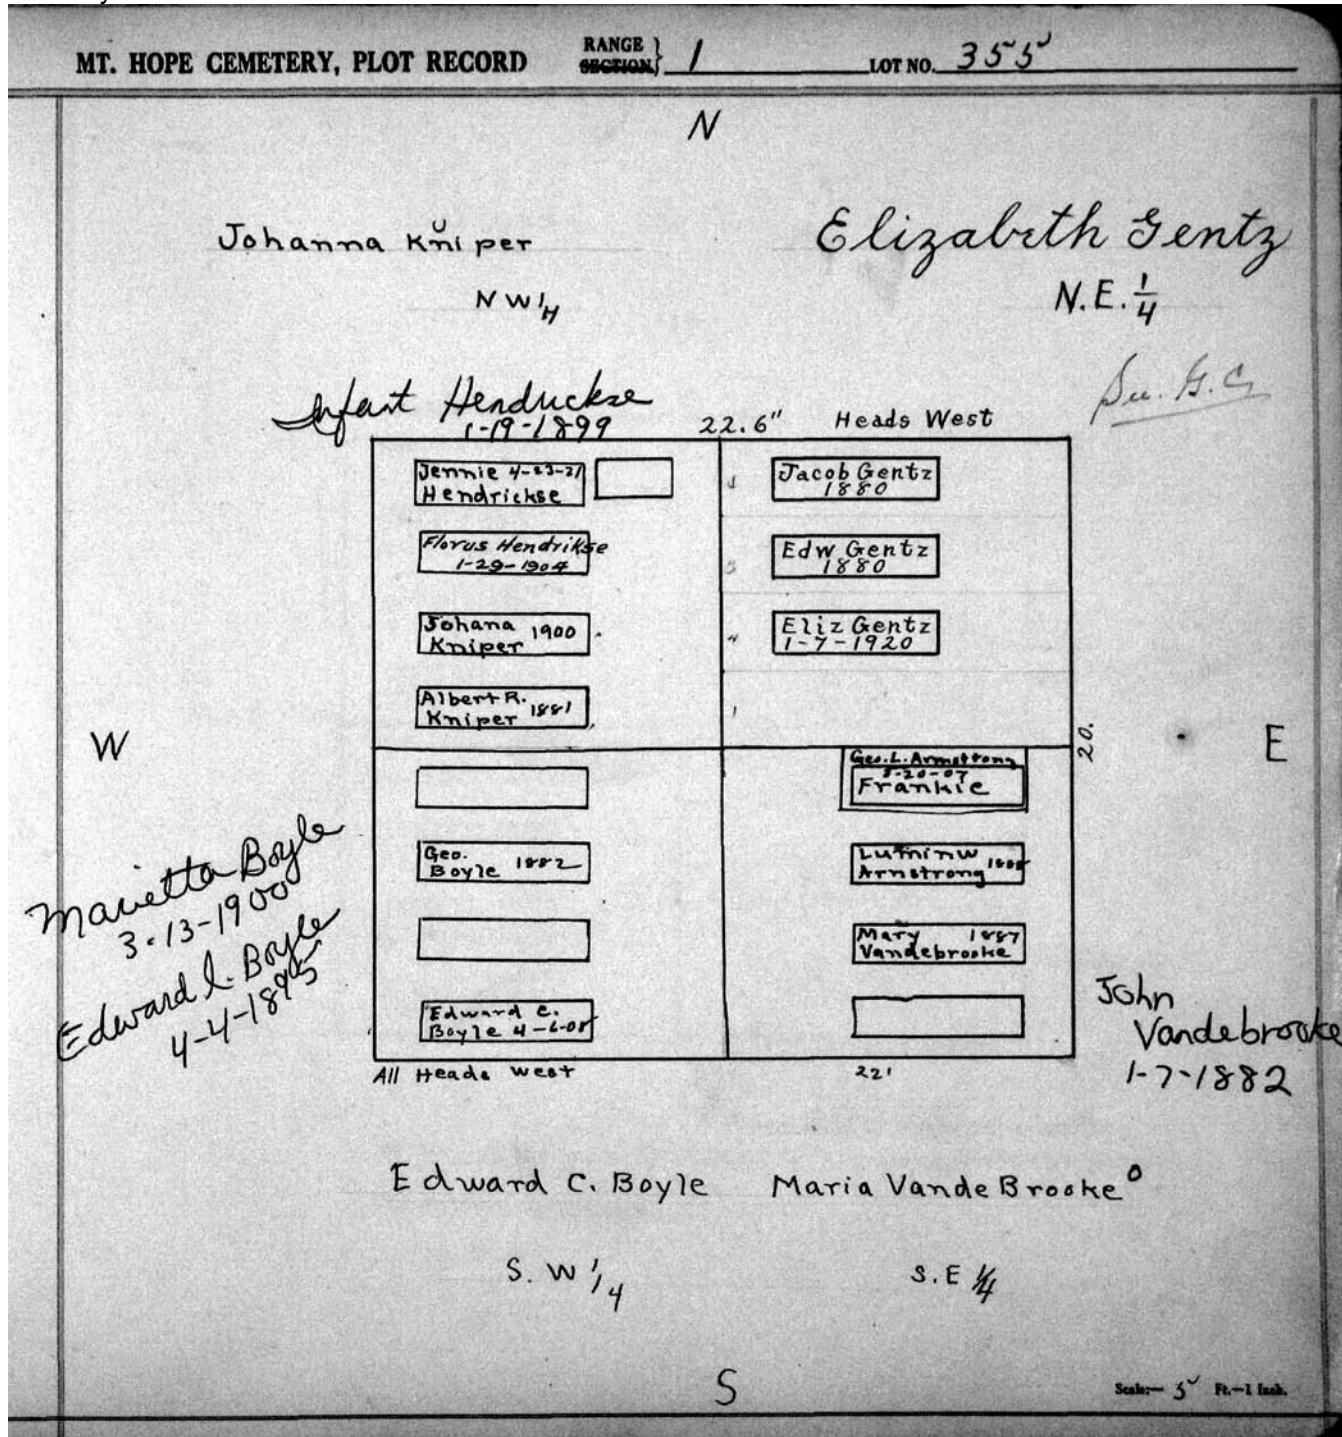 MT. HOPE CEMETERY, PLOT RECORD
RANGE
SECTION
1
LOT NO. 355
N
Johanna Kniper
N W 1/4
Elizabeth Gentz
N.E. 1/4
Infant Hendrickse
1-19-1899
22.6"
Heads West
Jennie 4-23-21
Hendrickse
Florus Hendrikse
1-29-1904
Johana 1900
Kniper
Albert R.
Kniper 1881
Jacob Gentz
1880
Edw Gentz
1880
Eliz Gentz
1-7-1920
1
W
E
20.
Geo. L. Armstrong
-20-07
Frankie
Geo.
Boyle 1882
Armstrong
Mary 1887
Vandebrooke
Edward C.
Boyle 4-6-08
Marietta Boyle
3-13-1900
Edward L. Boyle
4-4-1895
John
Vandebrooke
1-7-1882
All Heads West
22'
Edward C. Boyle
Maria VandeBrooke
S. W 1/4
S. E 1/4
S
Scale:— 5 Ft.—1 Inch.